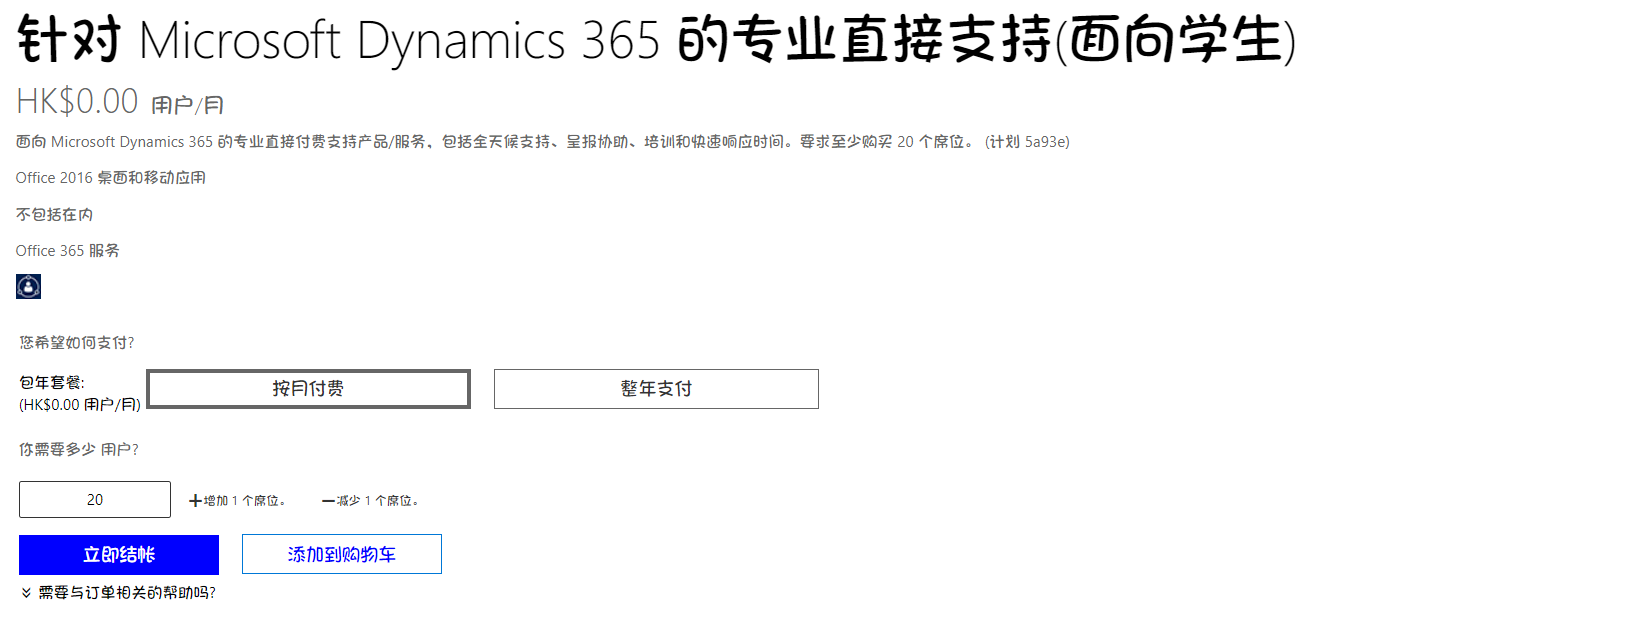 针对 Microsoft Dynamics 365 的专业直接支持(面向学生)
HK$0.00 用户/月
面向 Microsoft Dynamics 365 的专业直接付费支持产品/服务，包括全天候支持、呈报协助、培训和快速响应时间。要求至少购买 20 个席位。 (计划 5a93e)
Office 2016 桌面和移动应用
不包括在内
Office 365 服务
您希望如何支付?
包年套餐:
(HK$0.00 用户/月)
按月付费
整年支付
你需要多少 用户?
20
+增加 1 个席位。
−减少 1 个席位。
立即结帐
添加到购物车
需要与订单相关的帮助吗?